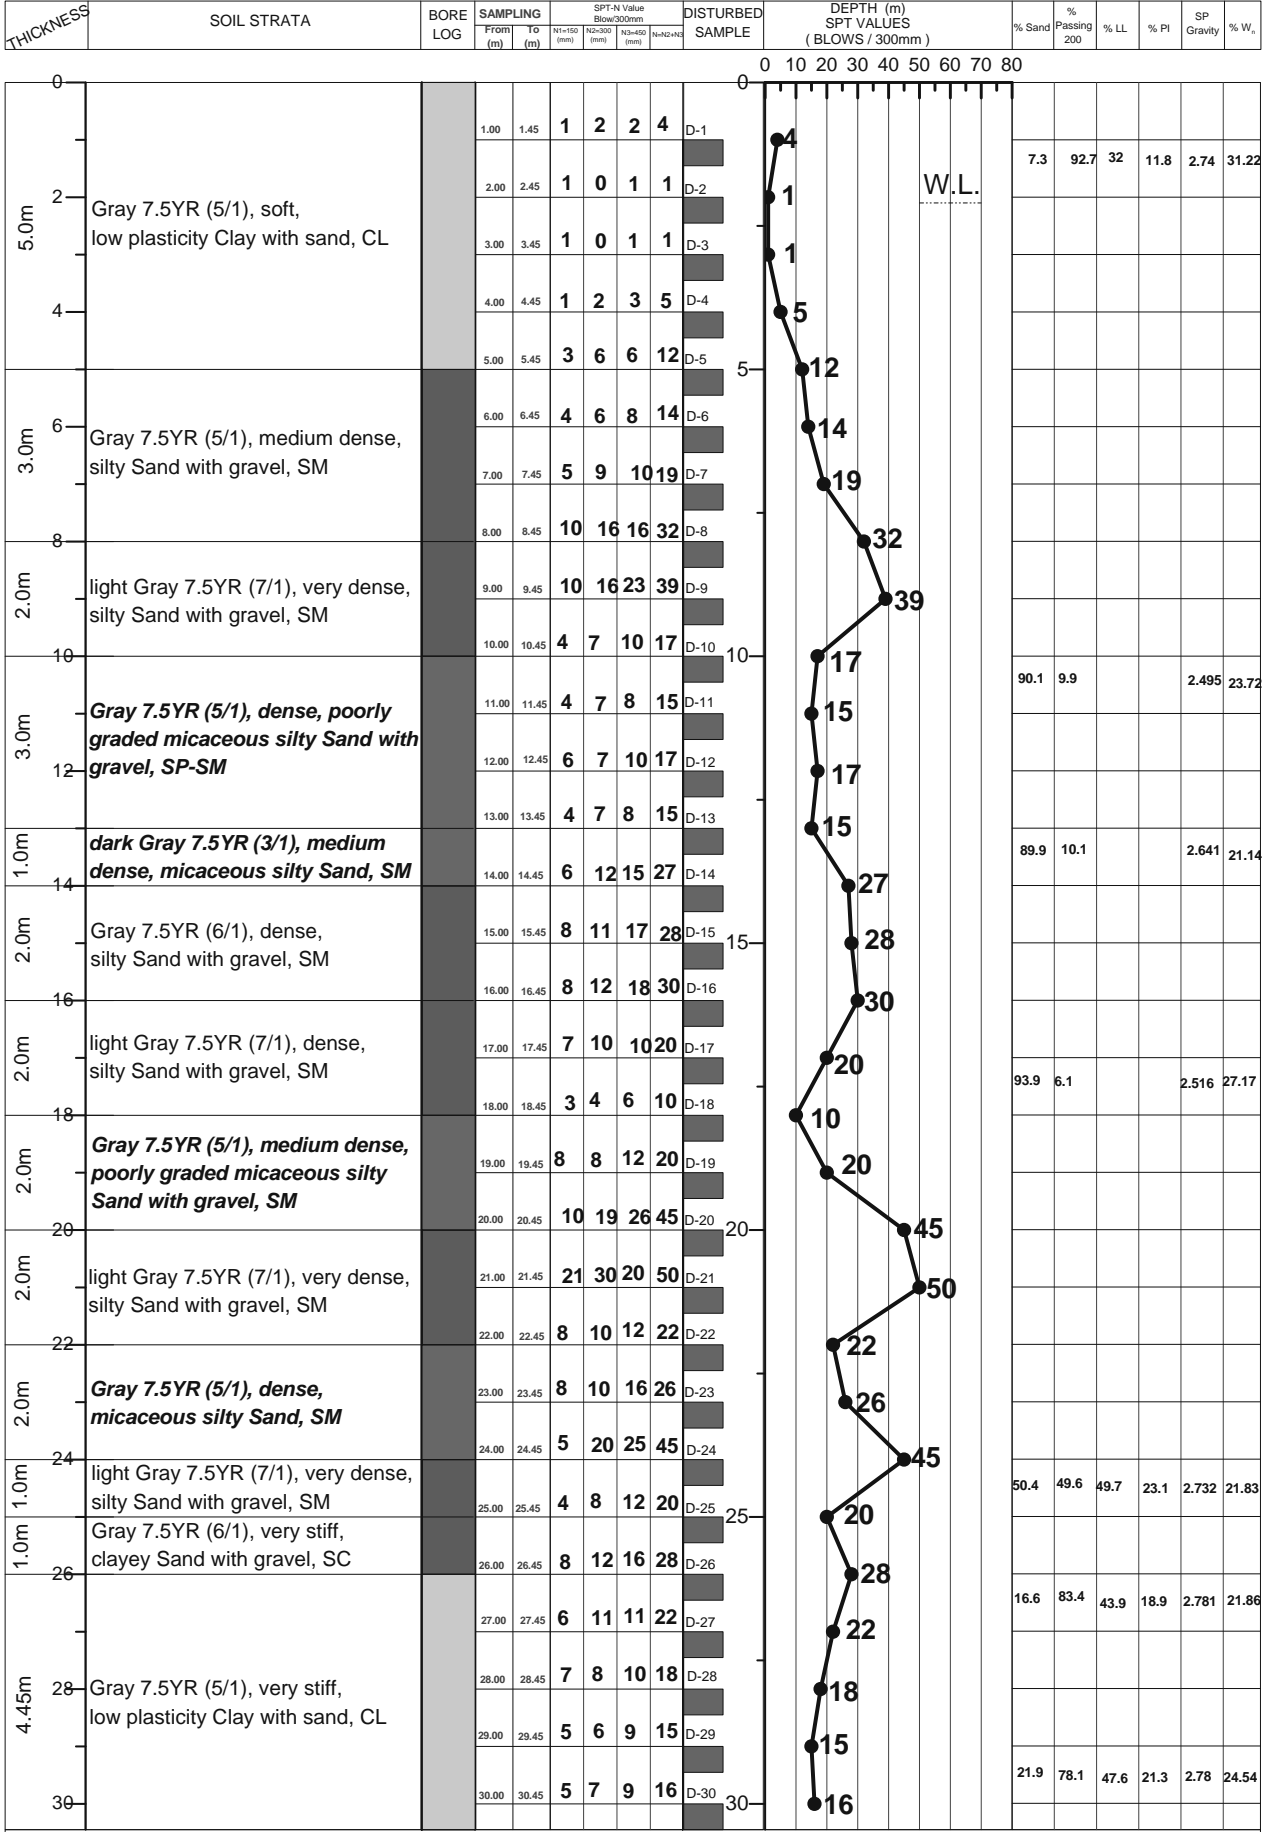 THICKNESS
SOIL STRATA
BORE
LOG
SAMPLING
From
(m)
To
(m)
SPT-N Value
Blow/300mm
N1=150
(mm)
N2=300
(mm)
N3=450
(mm)
N=N2+N3
DISTURBED
SAMPLE
DEPTH (m)
SPT VALUES
( BLOWS / 300mm )
% Sand
%
Passing
200
% LL
% PI
SP
Gravity
% Wn
0 10 20 30 40 50 60 70 80
0 0
1.00 1.45 1 2 2 4 D-1 4
7.3 92.7 32 11.8 2.74 31.22
2.00 2.45 1 0 1 1 D-2 1
W.L.
2
5.0m
Gray 7.5YR (5/1), soft,
low plasticity Clay with sand, CL
3.00 3.45 1 0 1 1 D-3 1
4.00 4.45 1 2 3 5 D-4 5
4
5.00 5.45 3 6 6 12 D-5 5 12
6.00 6.45 4 6 8 14 D-6 14
6
3.0m
Gray 7.5YR (5/1), medium dense,
silty Sand with gravel, SM
7.00 7.45 5 9 10 19 D-7 19
8.00 8.45 10 16 16 32 D-8 32
8
2.0m
light Gray 7.5YR (7/1), very dense,
silty Sand with gravel, SM
9.00 9.45 10 16 23 39 D-9 39
10.00 10.45 4 7 10 17 D-10 17
10 10
90.1 9.9 2.495 23.72
11.00 11.45 4 7 8 15 D-11 15
3.0m
Gray 7.5YR (5/1), dense, poorly
graded micaceous silty Sand with
gravel, SP-SM
12.00 12.45 6 7 10 17 D-12 17
12
13.00 13.45 4 7 8 15 D-13 15
1.0m
dark Gray 7.5YR (3/1), medium
dense, micaceous silty Sand, SM
89.9 10.1 2.641 21.14
14.00 14.45 6 12 15 27 D-14 27
14
2.0m
Gray 7.5YR (6/1), dense,
silty Sand with gravel, SM
15.00 15.45 8 11 17 28 D-15 15 28
16.00 16.45 8 12 18 30 D-16 30
16
2.0m
light Gray 7.5YR (7/1), dense,
silty Sand with gravel, SM
17.00 17.45 7 10 10 20 D-17 20
93.9 6.1 2.516 27.17
18.00 18.45 3 4 6 10 D-18 10
18
2.0m
Gray 7.5YR (5/1), medium dense,
poorly graded micaceous silty
Sand with gravel, SM
19.00 19.45 8 8 12 20 D-19 20
20.00 20.45 10 19 26 45 D-20 45
20 20
2.0m
light Gray 7.5YR (7/1), very dense,
silty Sand with gravel, SM
21.00 21.45 21 30 20 50 D-21 50
22.00 22.45 8 10 12 22 D-22 22
22
2.0m
Gray 7.5YR (5/1), dense,
micaceous silty Sand, SM
23.00 23.45 8 10 16 26 D-23 26
24.00 24.45 5 20 25 45 D-24 45
24
1.0m
light Gray 7.5YR (7/1), very dense,
silty Sand with gravel, SM
50.4 49.6 49.7 23.1 2.732 21.83
25.00 25.45 4 8 12 20 D-25 25 20
1.0m
Gray 7.5YR (6/1), very stiff,
clayey Sand with gravel, SC
26.00 26.45 8 12 16 28 D-26 28
26
16.6 83.4 43.9 18.9 2.781 21.86
27.00 27.45 6 11 11 22 D-27 22
28.00 28.45 7 8 10 18 D-28 18
28
4.45m
Gray 7.5YR (5/1), very stiff,
low plasticity Clay with sand, CL
29.00 29.45 5 6 9 15 D-29 15
21.9 78.1 47.6 21.3 2.78 24.54
30.00 30.45 5 7 9 16 D-30 16
30 30